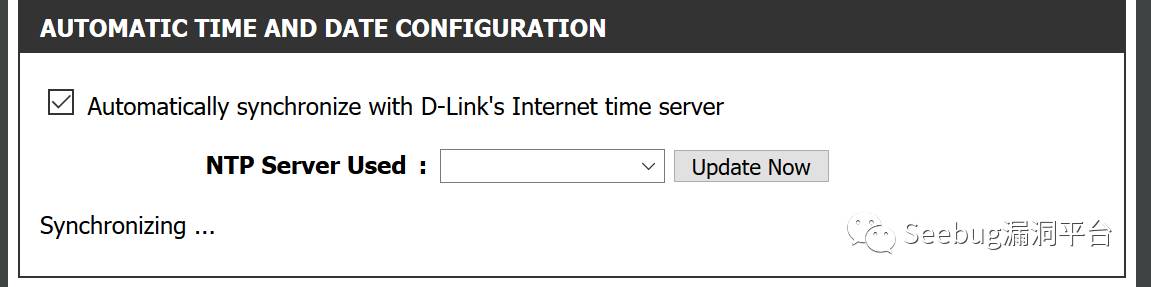 AUTOMATIC TIME AND DATE CONFIGURATION
Automatically synchronize with D-Link's Internet time server
NTP Server Used : Update Now
Synchronizing ...
Seebug漏洞平台